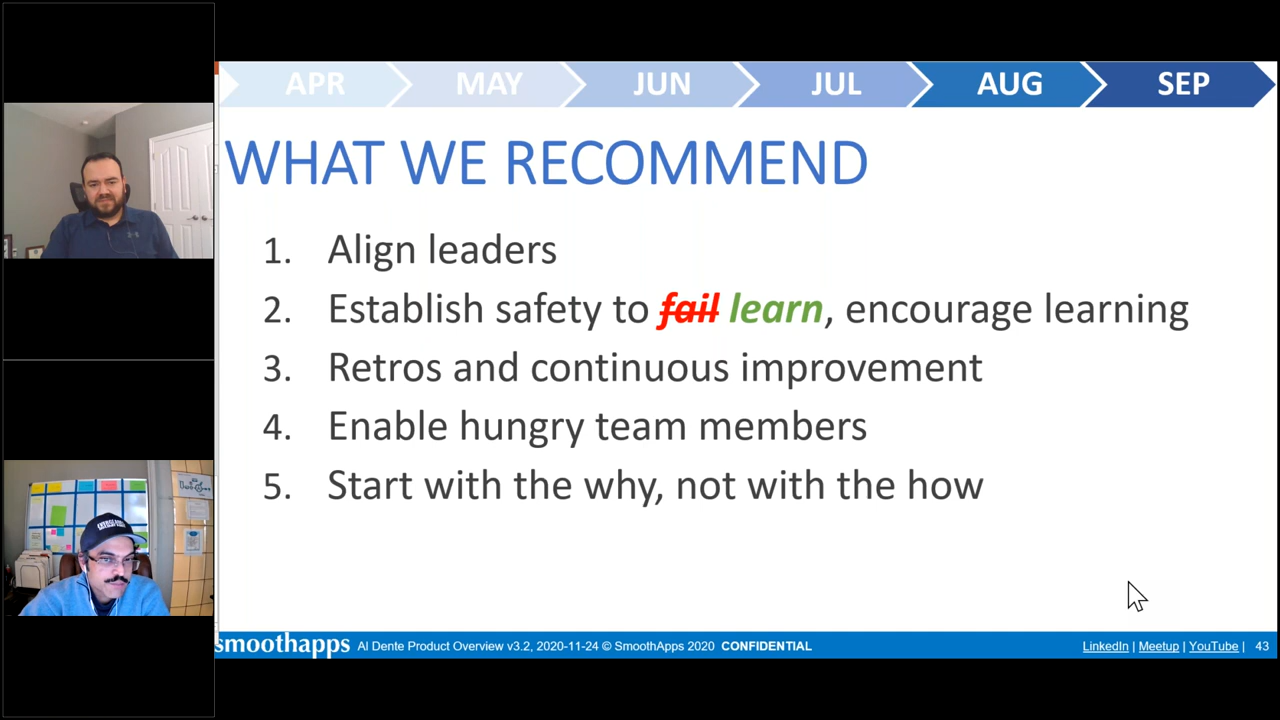 APR MAY JUN JUL AUG SEP
WHAT WE RECOMMEND
1. Align leaders
2. Establish safety to fail learn, encourage learning
3. Retros and continuous improvement
4. Enable hungry team members
5. Start with the why, not with the how
smoothapps Al Dente Product Overview v3.2, 2020-11-24 © SmoothApps 2020 CONFIDENTIAL LinkedIn | Meetup | YouTube | 43